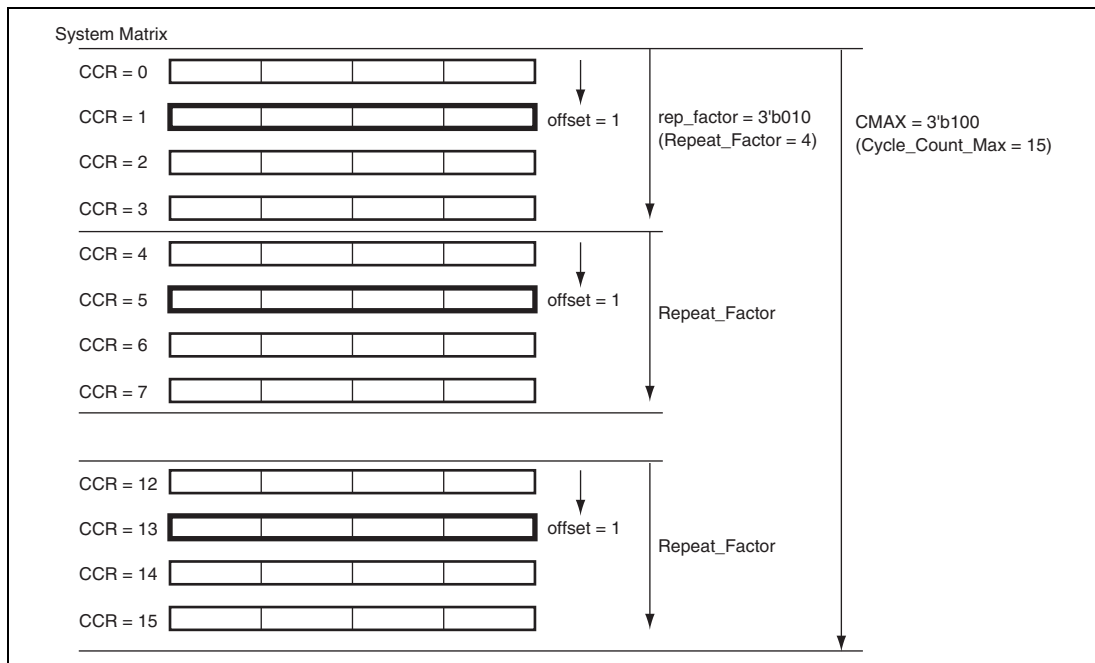 System Matrix
CCR = 0
CCR = 1
offset = 1
CCR = 2
CCR = 3
rep_factor = 3'b010
(Repeat_Factor = 4)
CMAX = 3'b100
(Cycle_Count_Max = 15)
CCR = 4
CCR = 5
offset = 1
CCR = 6
CCR = 7
Repeat_Factor
CCR = 12
CCR = 13
offset = 1
CCR = 14
CCR = 15
Repeat_Factor